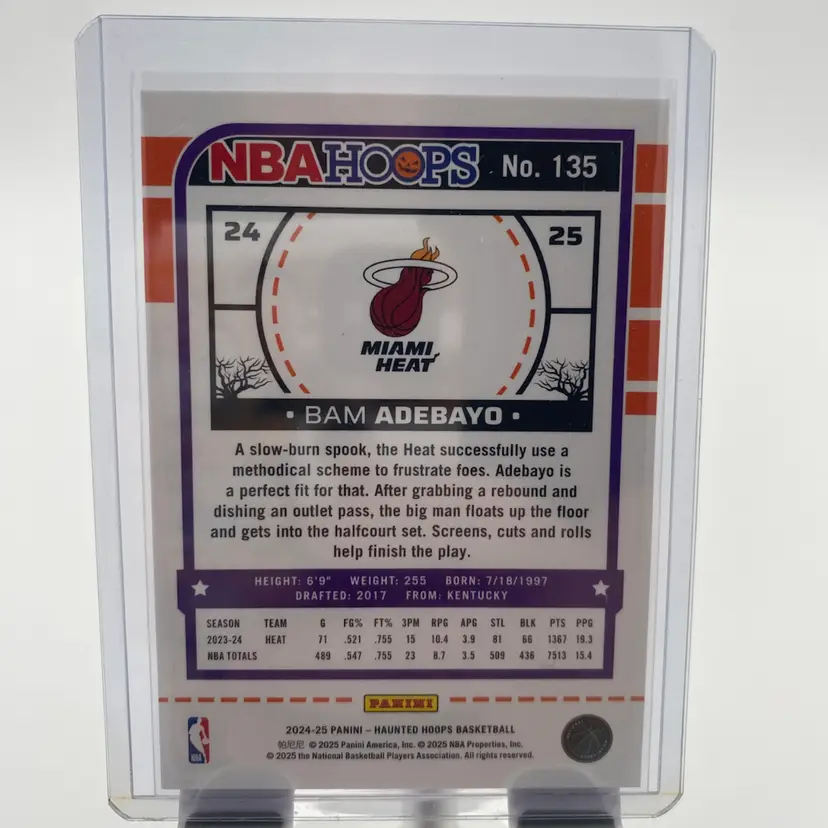 NBA HOOPS No. 135
24 25
MIAMI
HEAT
• BAM ADEBAYO •
A slow-burn spook, the Heat successfully use a
methodical scheme to frustrate foes. Adebayo is
a perfect fit for that. After grabbing a rebound and
dishing an outlet pass, the big man floats up the floor
and gets into the halfcourt set. Screens, cuts and rolls
help finish the play.
HEIGHT: 6'9" WEIGHT: 255 BORN: 7/18/1997
DRAFTED: 2017 FROM: KENTUCKY
SEASON TEAM G FG% FT% 3PM RPG APG STL BLK PTS PPG
2023-24 HEAT 71 .521 .755 15 10.4 3.9 81 66 1367 19.3
NBA TOTALS 489 .547 .755 23 8.7 3.5 509 436 7513 15.4
PANINI
2024-25 PANINI – HAUNTED HOOPS BASKETBALL
帕尼尼 © 2025 Panini America, Inc. © 2025 NBA Properties, Inc.
© 2025 the National Basketball Players Association. All rights reserved.
NBA